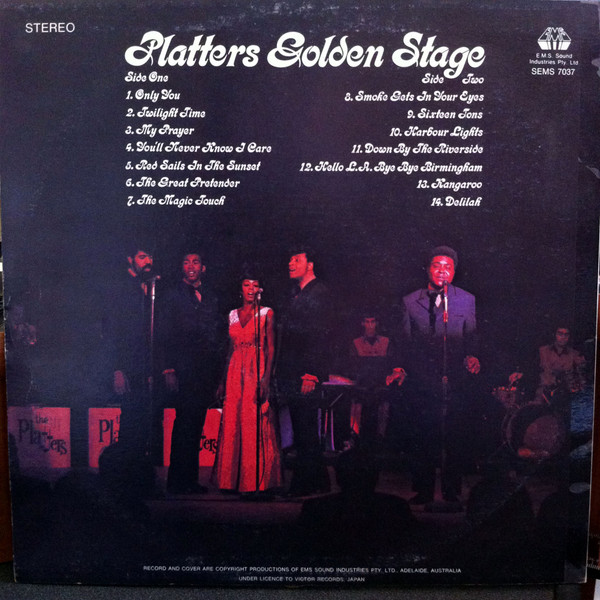 STEREO
Platters Golden Stage
E.M.S. Sound
Industries Pty. Ltd
SEMS 7037
Side One
1. Only You
2. Twilight Time
3. My Prayer
4. You'll Never Know I Care
5. Red Sails In The Sunset
6. The Great Pretender
7. The Magic Touch
Side Two
8. Smoke Gets In Your Eyes
9. Sixteen Tons
10. Harbour Lights
11. Down By The Riverside
12. Hello L.A. Bye Bye Birmingham
13. Kangaroo
14. Delilah
the
Platters
Pla
tters
RECORD AND COVER ARE COPYRIGHT PRODUCTIONS OF EMS SOUND INDUSTRIES PTY. LTD., ADELAIDE, AUSTRALIA
UNDER LICENCE TO VICTOR RECORDS, JAPAN